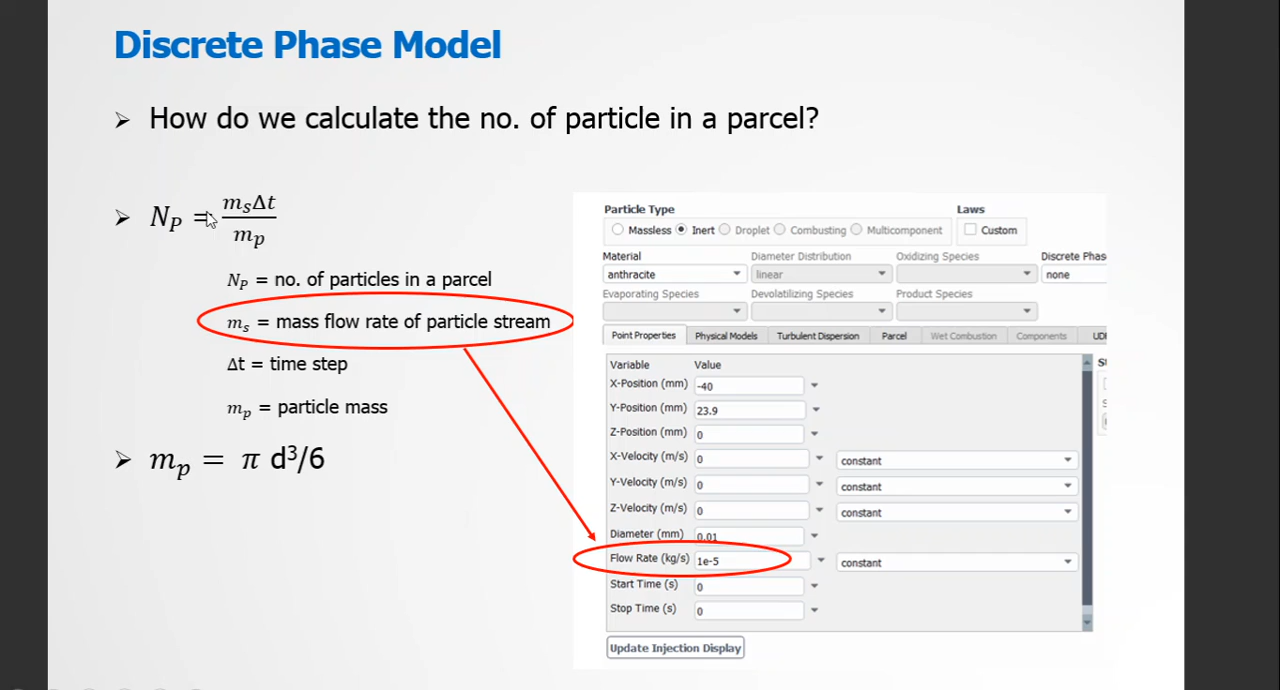 Discrete Phase Model
➢ How do we calculate the no. of particle in a parcel?
➢ N_P = m_sΔt / m_p
N_P = no. of particles in a parcel
m_s = mass flow rate of particle stream
Δt = time step
m_p = particle mass
➢ m_p = π d³/6
Particle Type
Laws
Massless Inert Droplet Combusting Multicomponent
Custom
Material Diameter Distribution Oxidizing Species Discrete Phas
anthracite linear none
Evaporating Species Devolatilizing Species Product Species
Point Properties Physical Models Turbulent Dispersion Parcel Wet Combustion Components
Variable Value
X-Position (mm) -40
Y-Position (mm) 23.9
Z-Position (mm) 0
X-Velocity (m/s) 0 constant
Y-Velocity (m/s) 0 constant
Z-Velocity (m/s) 0 constant
Diameter (mm) 0.01
Flow Rate (kg/s) 1e-5 constant
Start Time (s) 0
Stop Time (s) 0
Update Injection Display